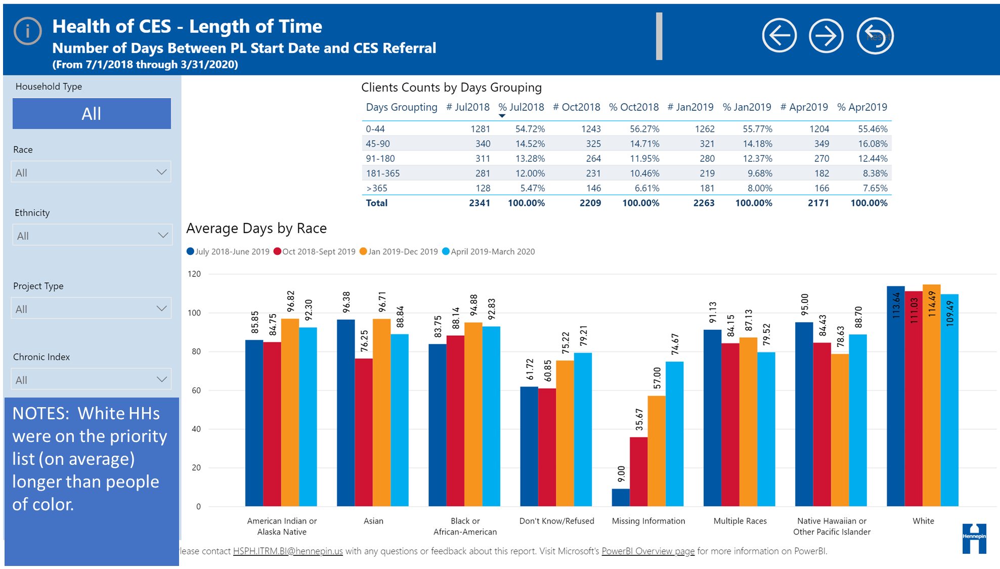 Health of CES - Length of Time
Number of Days Between PL Start Date and CES Referral
(From 7/1/2018 through 3/31/2020)
Reset
Household Type
All
Race
All
Ethnicity
All
Project Type
All
Chronic Index
All
NOTES: White HHs
were on the priority
list (on average)
longer than people
of color.
Clients Counts by Days Grouping
Days Groupting # Jul2018 % Jul2018 # Oct2018 % Oct2018 # Jan2019 % Jan2019 # Apr2019 % Apr2019
0-44 1281 54.72% 1243 56.27% 1262 55.77% 1204 55.46%
45-90 340 14.52% 325 14.71% 321 14.18% 349 16.08%
91-180 311 13.28% 264 11.95% 280 12.37% 270 12.44%
181-365 281 12.00% 231 10.46% 219 9.68% 182 8.38%
>365 128 5.47% 146 6.61% 181 8.00% 166 7.65%
Total 2341 100.00% 2209 100.00% 2263 100.00% 2171 100.00%
Average Days by Race
July 2018-June 2019 Oct 2018-Sept 2019 Jan 2019-Dec 2019 April 2019-March 2020
120
100
80
60
40
20
0
85.85 84.75 96.82 92.30
96.38 76.25 96.71 88.84
83.75 88.14 94.88 92.83
61.72 60.85 75.22 79.21
9.00 35.67 57.00 74.67
91.13 84.15 87.13 79.52
95.00 84.43 78.63 88.70
113.64 111.03 114.49 109.49
American Indian or
Alaska Native
Asian
Black or
African-American
Don't Know/Refused
Missing Information
Multiple Races
Native Hawaiian or
Other Pacific Islander
White
Hennepin
lease contact HSPH.ITRM.BI@hennepin.us with any questions or feedback about this report. Visit Microsoft's PowerBI Overview page for more information on PowerBI.